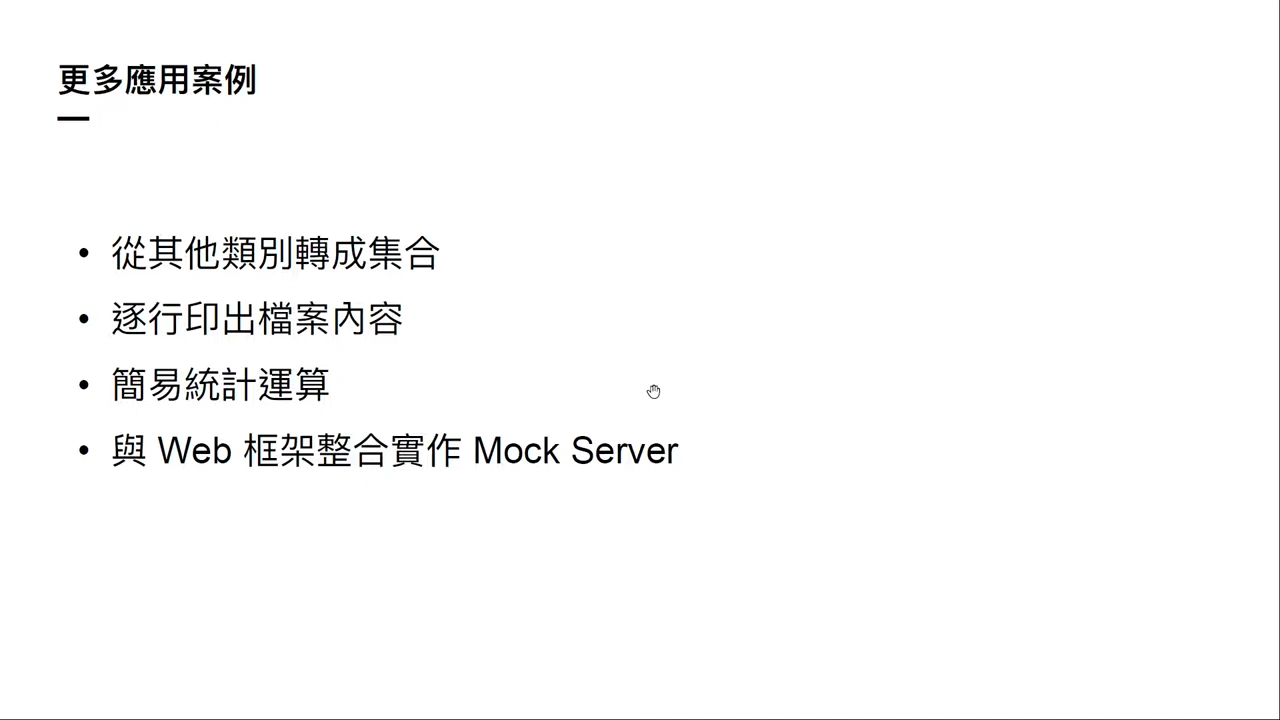 更多應用案例
• 從其他類別轉成集合
• 逐行印出檔案內容
• 簡易統計運算
• 與 Web 框架整合實作 Mock Server